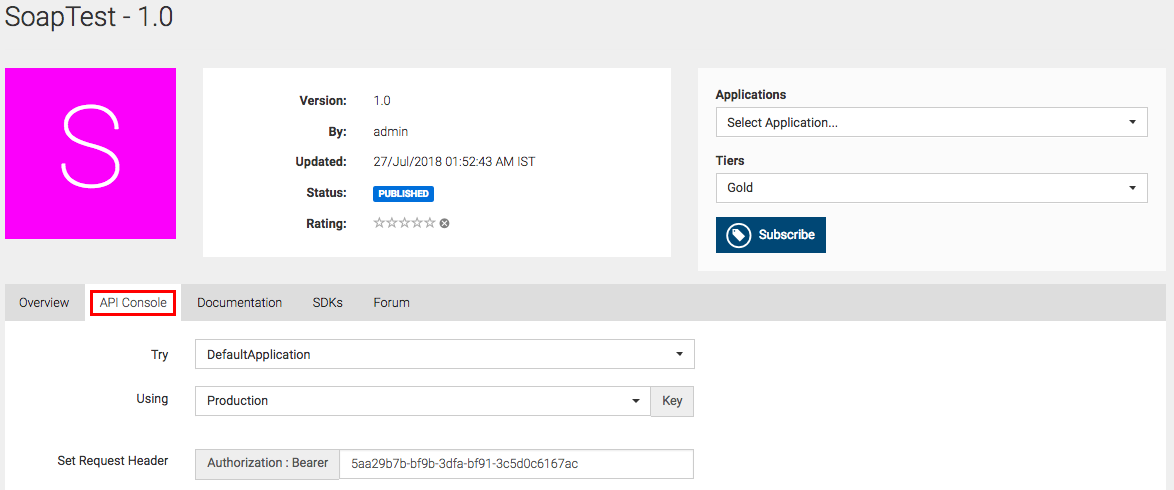 SoapTest - 1.0
S
Version: 1.0
By: admin
Updated: 27/Jul/2018 01:52:43 AM IST
Status: PUBLISHED
Rating:
Applications
Select Application...
Tiers
Gold
Subscribe
Overview API Console Documentation SDKs Forum
Try DefaultApplication
Using Production Key
Set Request Header Authorization : Bearer 5aa29b7b-bf9b-3dfa-bf91-3c5d0c6167ac